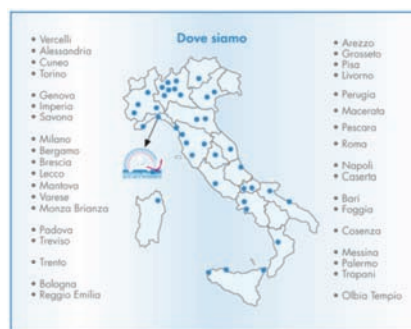 Dove siamo
• Vercelli
• Alessandria
• Cuneo
• Torino
• Genova
• Imperia
• Savona
• Milano
• Bergamo
• Brescia
• Lecco
• Mantova
• Varese
• Monza Brianza
• Padova
• Treviso
• Trento
• Bologna
• Reggio Emilia
• Arezzo
• Grosseto
• Pisa
• Livorno
• Perugia
• Macerata
• Pescara
• Roma
• Napoli
• Caserta
• Bari
• Foggia
• Cosenza
• Messina
• Palermo
• Trapani
• Olbia Tempio